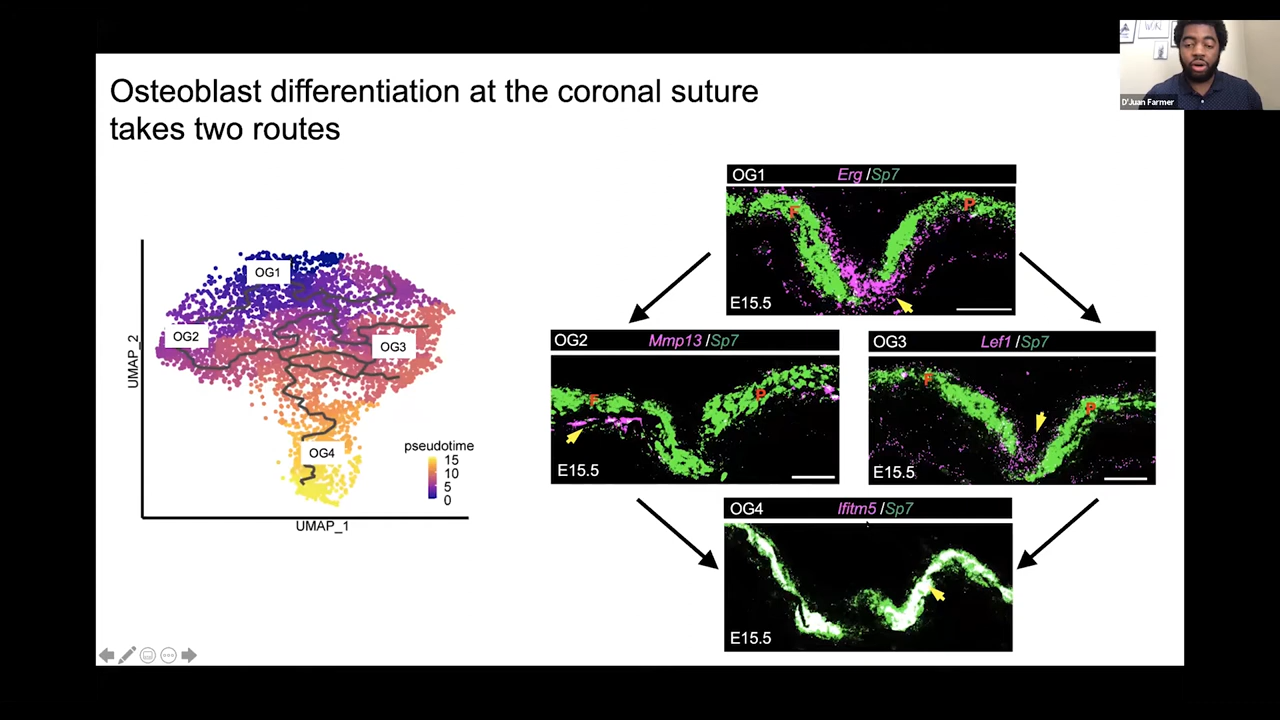 Osteoblast differentiation at the coronal suture
takes two routes
D'Juan Farmer
OG1
OG2
OG3
OG4
UMAP_2
UMAP_1
pseudotime
15
10
5
0
OG1 Erg /Sp7
F P
E15.5
OG2 Mmp13 /Sp7
F P
E15.5
OG3 Lef1 /Sp7
F P
E15.5
OG4 Ifitm5 /Sp7
E15.5